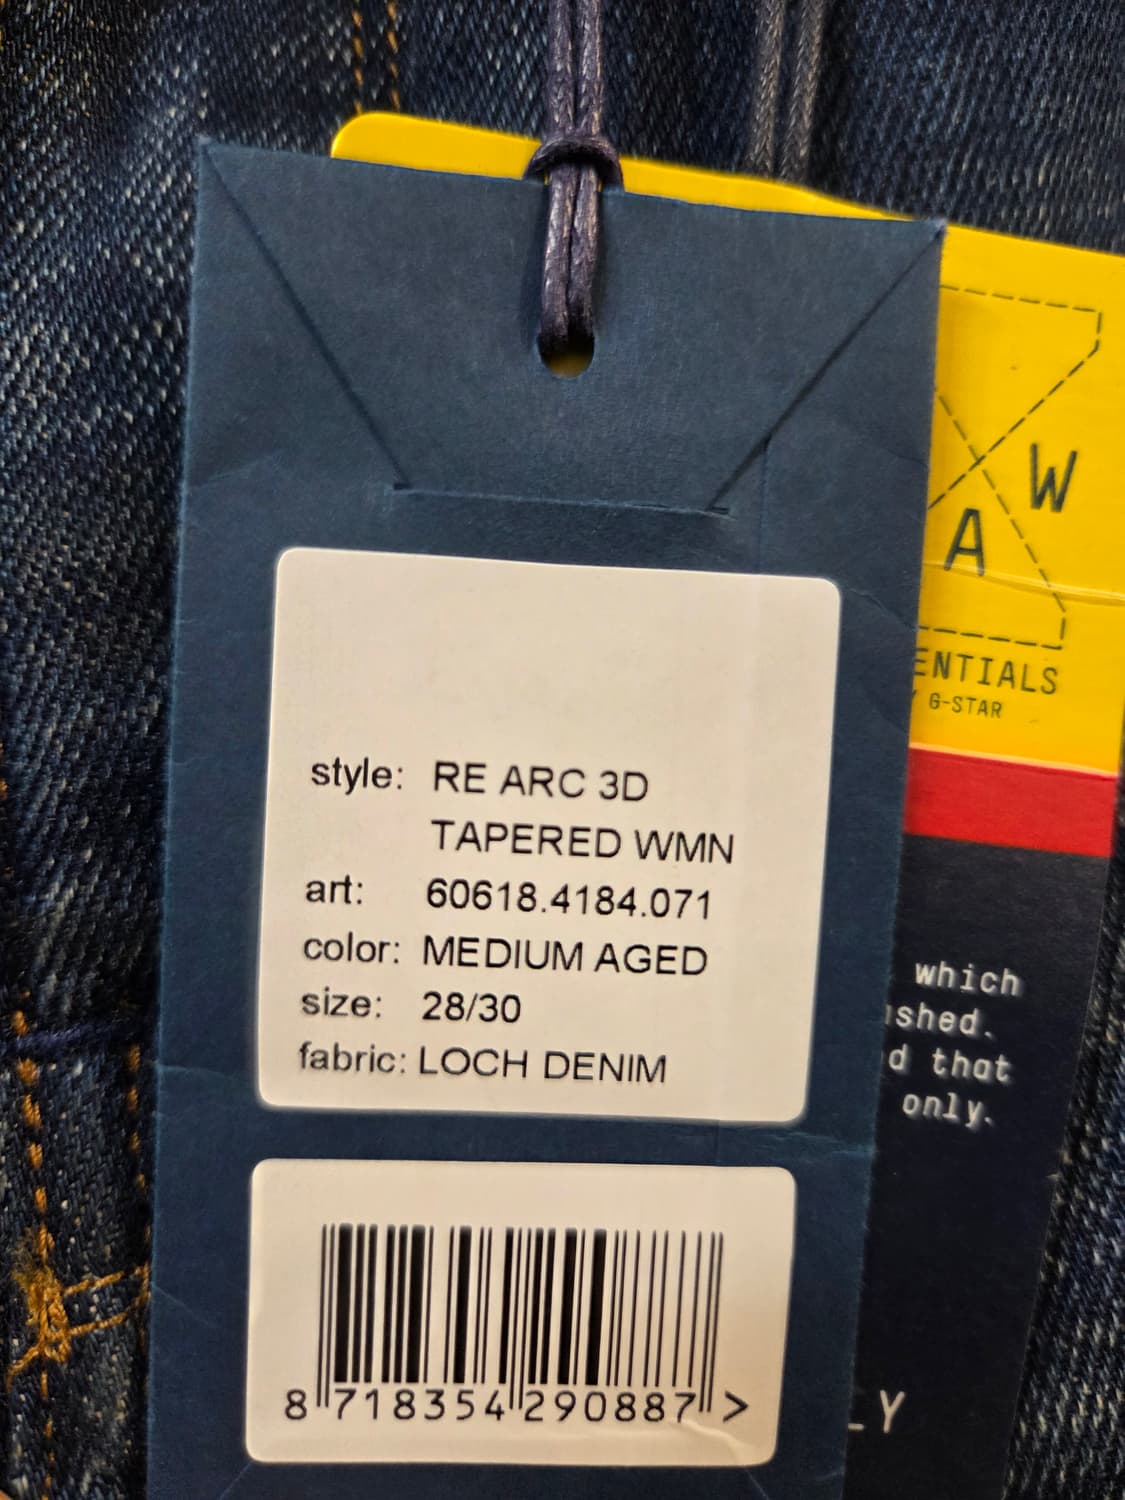 style: RE ARC 3D
TAPERED WMN
art: 60618.4184.071
color: MEDIUM AGED
size: 28/30
fabric: LOCH DENIM
8 718354 290887 >
W
A
ENTIALS
G-STAR
which
shed.
d that
only.
LY